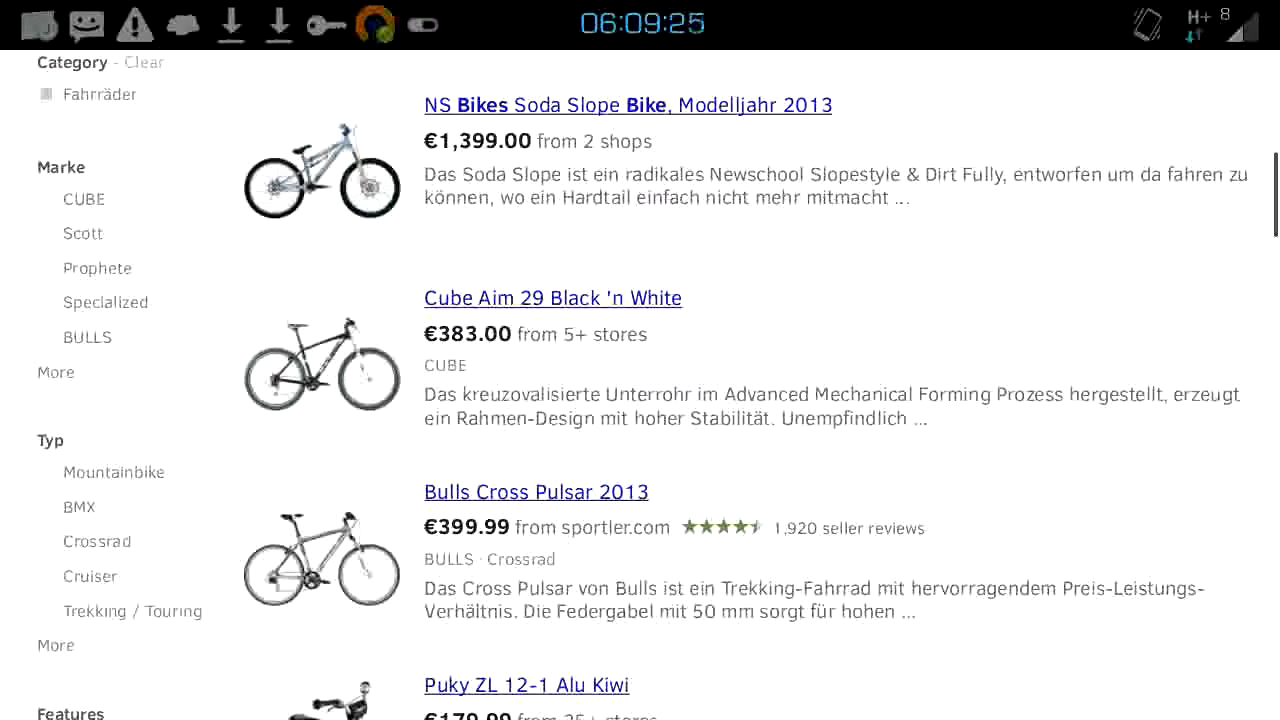 06:09:25
H+ 8
Category - Clear
Fahrräder
Marke
CUBE
Scott
Prophete
Specialized
BULLS
More
Typ
Mountainbike
BMX
Crossrad
Cruiser
Trekking / Touring
More
Features
NS Bikes Soda Slope Bike, Modelljahr 2013
€1,399.00 from 2 shops
Das Soda Slope ist ein radikales Newschool Slopestyle & Dirt Fully, entworfen um da fahren zu
können, wo ein Hardtail einfach nicht mehr mitmacht ...
Cube Aim 29 Black 'n White
€383.00 from 5+ stores
CUBE
Das kreuzovalisierte Unterrohr im Advanced Mechanical Forming Prozess hergestellt, erzeugt
ein Rahmen-Design mit hoher Stabilität. Unempfindlich ...
Bulls Cross Pulsar 2013
€399.99 from sportler.com 1,920 seller reviews
BULLS · Crossrad
Das Cross Pulsar von Bulls ist ein Trekking-Fahrrad mit hervorragendem Preis-Leistungs-
Verhältnis. Die Federgabel mit 50 mm sorgt für hohen ...
Puky ZL 12-1 Alu Kiwi
€179.99 from 25+ stores